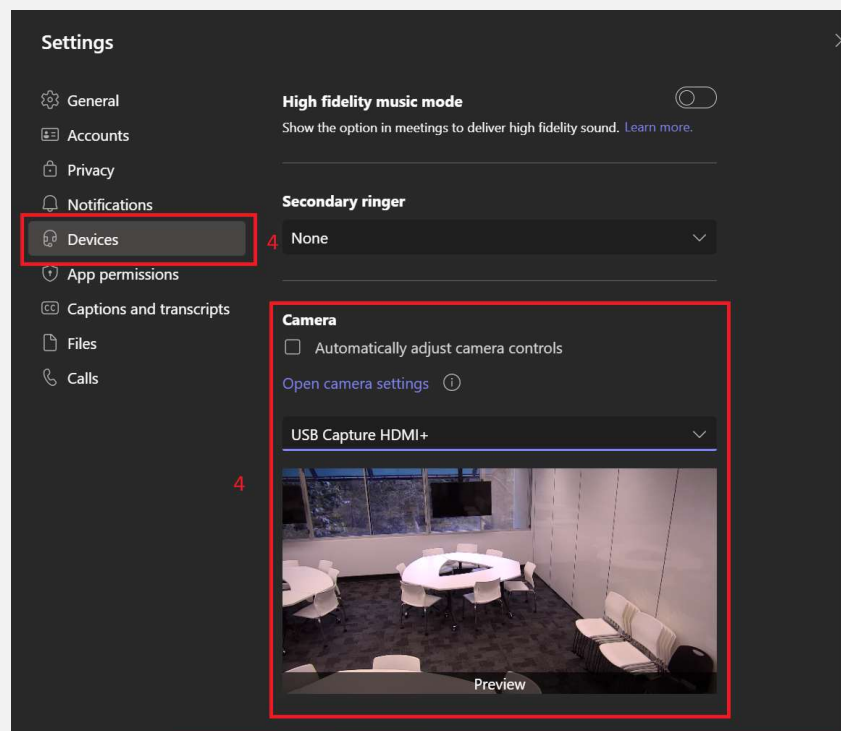 Settings
General
Accounts
Privacy
Notifications
Devices
4
App permissions
CC
Captions and transcripts
Files
Calls
High fidelity music mode
Show the option in meetings to deliver high fidelity sound. Learn more.
Secondary ringer
None
Camera
Automatically adjust camera controls
Open camera settings
USB Capture HDMI+
4
Preview